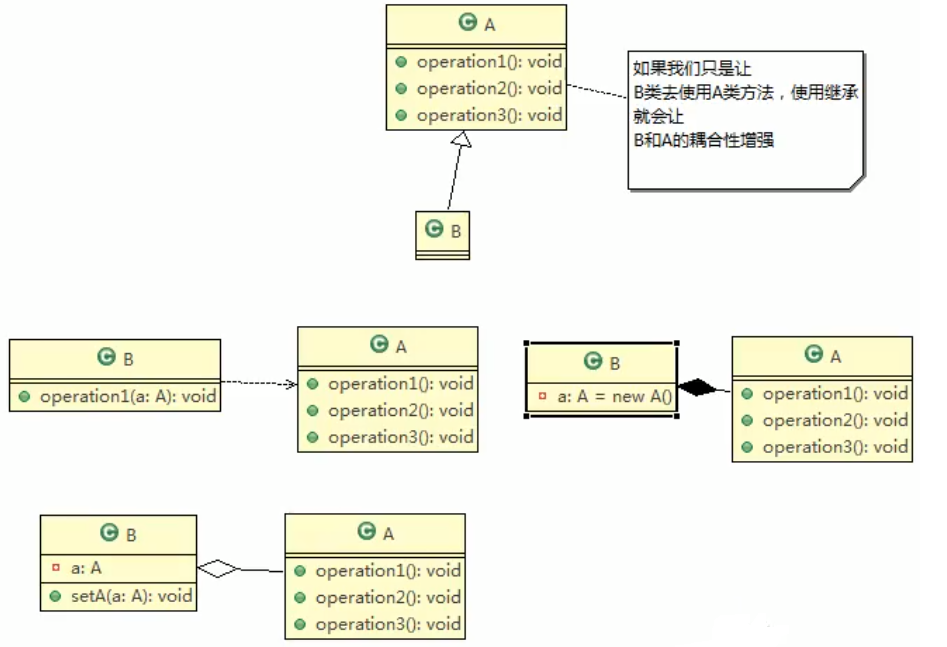 C A
operation1(): void
operation2(): void
operation3(): void
如果我们只是让
B类去使用A类方法，使用继承
就会让
B和A的耦合性增强
C B
C B
operation1(a: A): void
C A
operation1(): void
operation2(): void
operation3(): void
C B
a: A = new A()
C A
operation1(): void
operation2(): void
operation3(): void
C B
a: A
setA(a: A): void
C A
operation1(): void
operation2(): void
operation3(): void